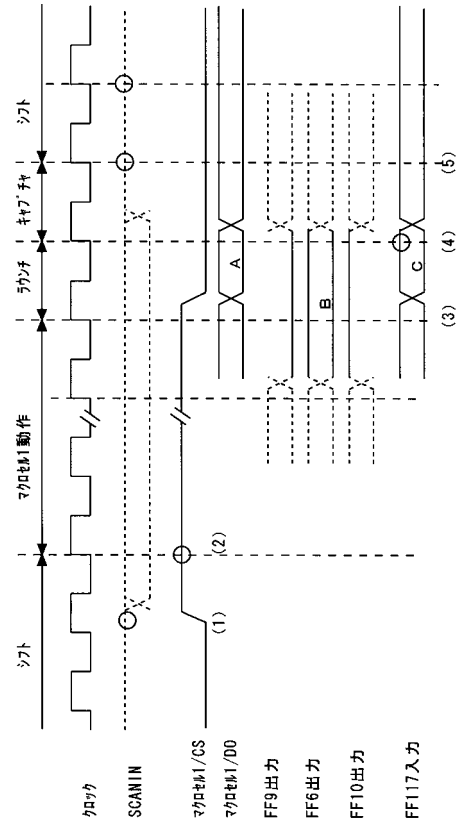 シフト
マクロセル1動作
ラウンチ
キャプチャ
シフト
クロック
SCANIN
マクロセル1/CS
マクロセル1/DO
A
FF9出力
FF6出力
B
FF10出力
FF117入力
C
(1)
(2)
(3)
(4)
(5)